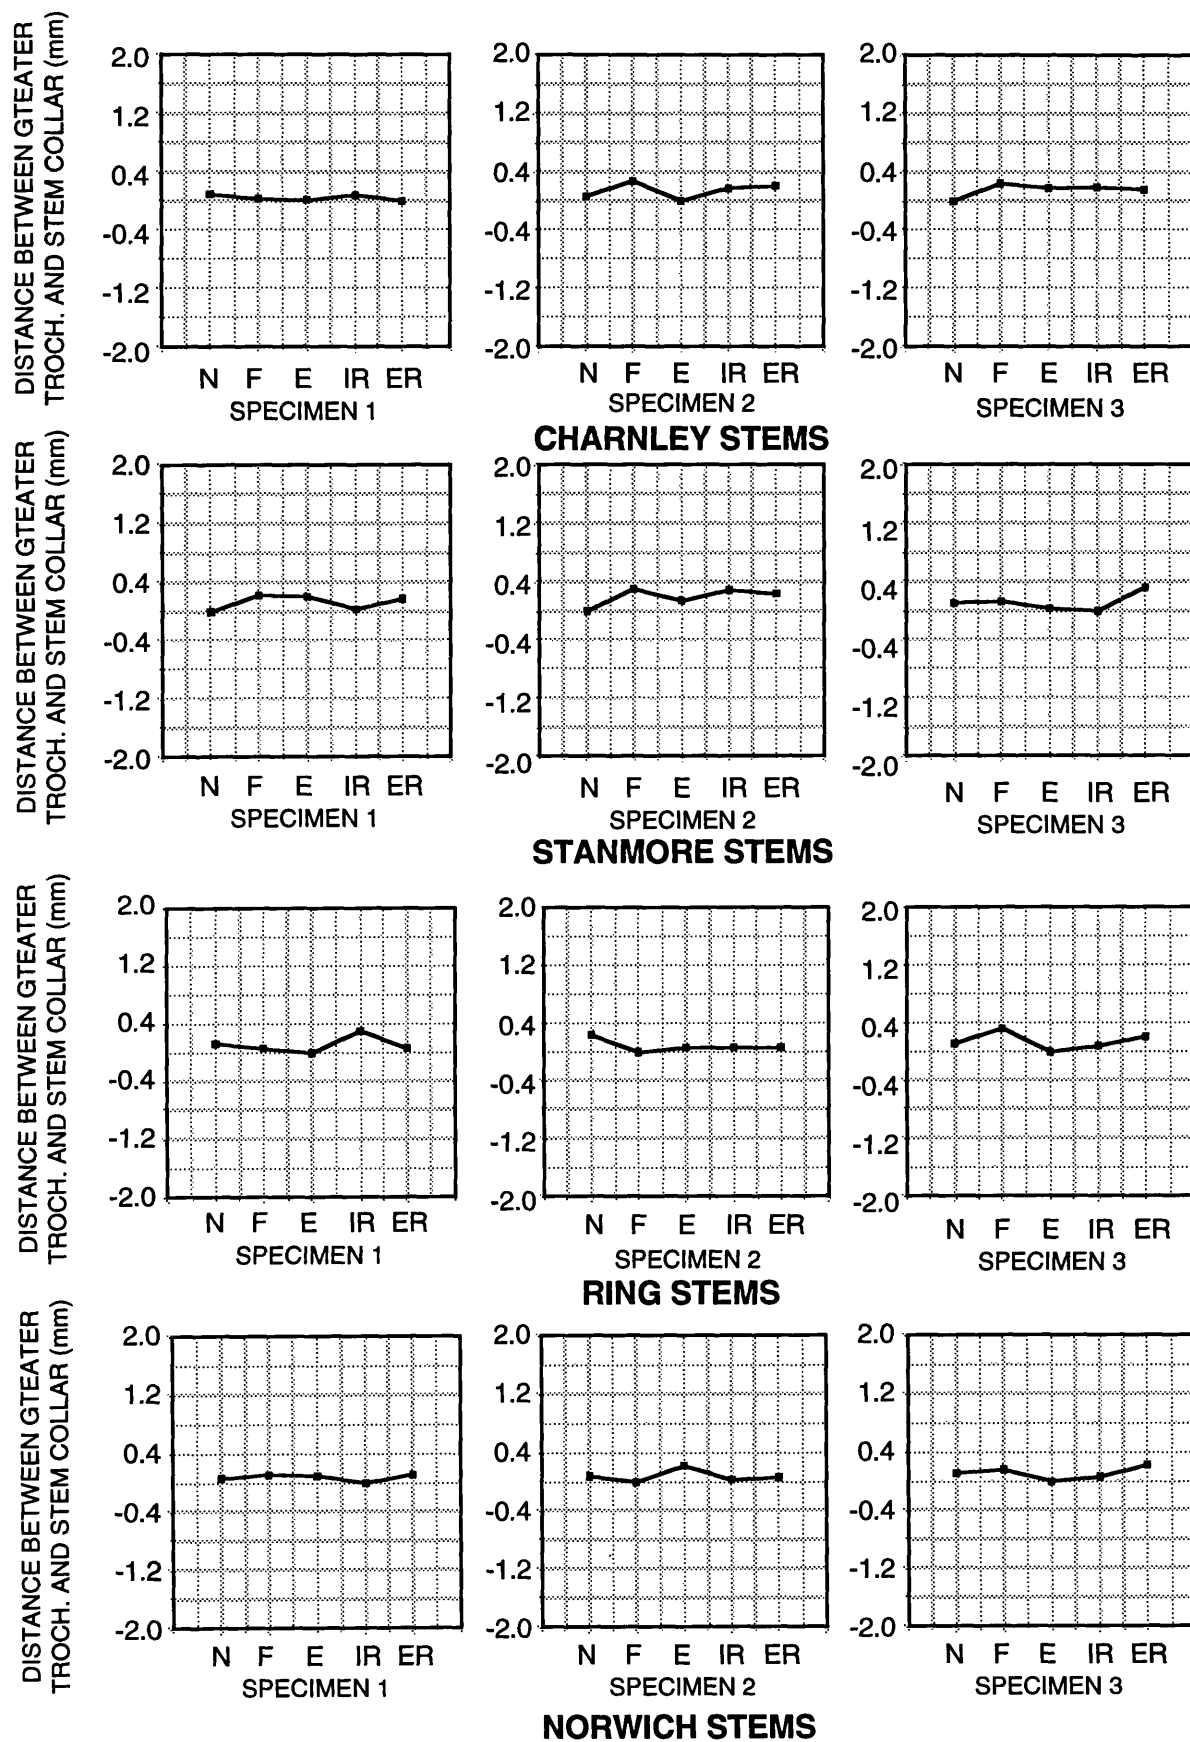 DISTANCE BETWEEN GTEATER
TROCH. AND STEM COLLAR (mm)
2.0
1.2
0.4
-0.4
-1.2
-2.0
N F E IR ER
SPECIMEN 1
2.0
1.2
0.4
-0.4
-1.2
-2.0
N F E IR ER
SPECIMEN 2
2.0
1.2
0.4
-0.4
-1.2
-2.0
N F E IR ER
SPECIMEN 3
CHARNLEY STEMS
DISTANCE BETWEEN GTEATER
TROCH. AND STEM COLLAR (mm)
2.0
1.2
0.4
-0.4
-1.2
-2.0
N F E IR ER
SPECIMEN 1
2.0
1.2
0.4
-0.4
-1.2
-2.0
N F E IR ER
SPECIMEN 2
2.0
1.2
0.4
-0.4
-1.2
-2.0
N F E IR ER
SPECIMEN 3
STANMORE STEMS
DISTANCE BETWEEN GTEATER
TROCH. AND STEM COLLAR (mm)
2.0
1.2
0.4
-0.4
-1.2
-2.0
N F E IR ER
SPECIMEN 1
2.0
1.2
0.4
-0.4
-1.2
-2.0
N F E IR ER
SPECIMEN 2
2.0
1.2
0.4
-0.4
-1.2
-2.0
N F E IR ER
SPECIMEN 3
RING STEMS
DISTANCE BETWEEN GTEATER
TROCH. AND STEM COLLAR (mm)
2.0
1.2
0.4
-0.4
-1.2
-2.0
N F E IR ER
SPECIMEN 1
2.0
1.2
0.4
-0.4
-1.2
-2.0
N F E IR ER
SPECIMEN 2
2.0
1.2
0.4
-0.4
-1.2
-2.0
N F E IR ER
SPECIMEN 3
NORWICH STEMS